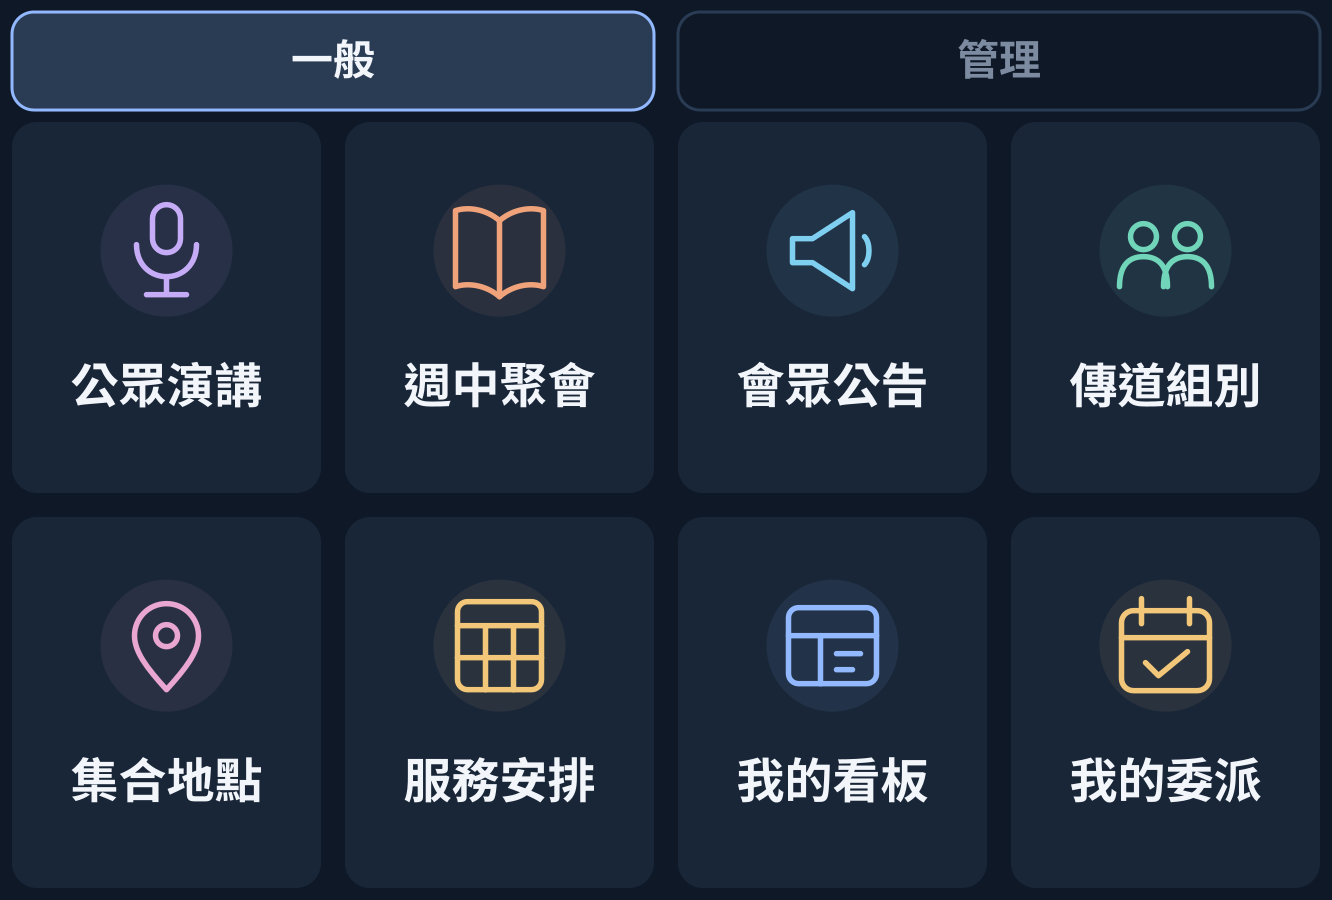 一般
管理
公眾演講
週中聚會
會眾公告
傳道組別
集合地點
服務安排
我的看板
我的委派